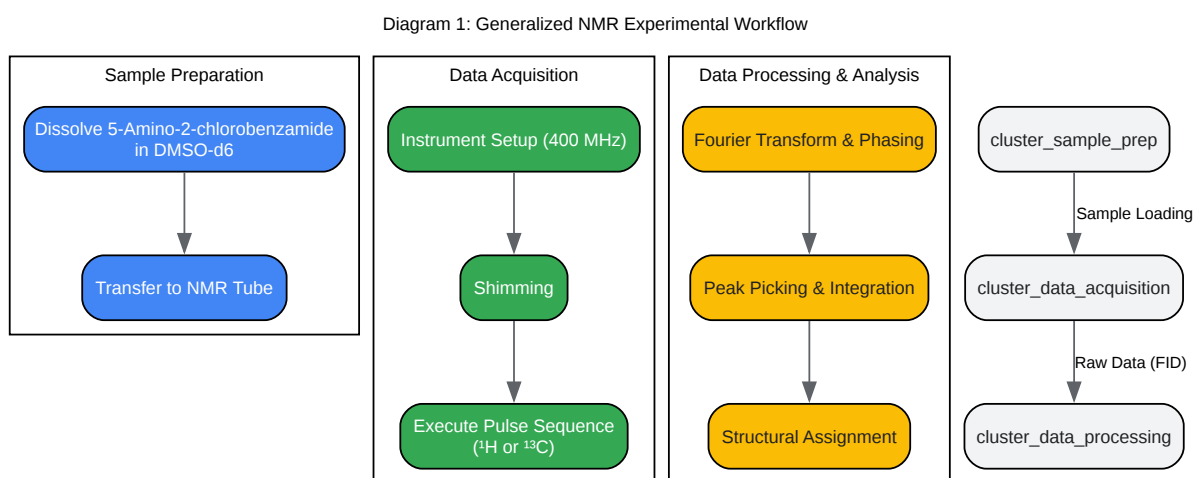 Diagram 1: Generalized NMR Experimental Workflow
Sample Preparation
Dissolve 5-Amino-2-chlorobenzamide
in DMSO-d6
Transfer to NMR Tube
Data Acquisition
Instrument Setup (400 MHz)
Shimming
Execute Pulse Sequence
(¹H or ¹³C)
Data Processing & Analysis
Fourier Transform & Phasing
Peak Picking & Integration
Structural Assignment
cluster_sample_prep
Sample Loading
cluster_data_acquisition
Raw Data (FID)
cluster_data_processing